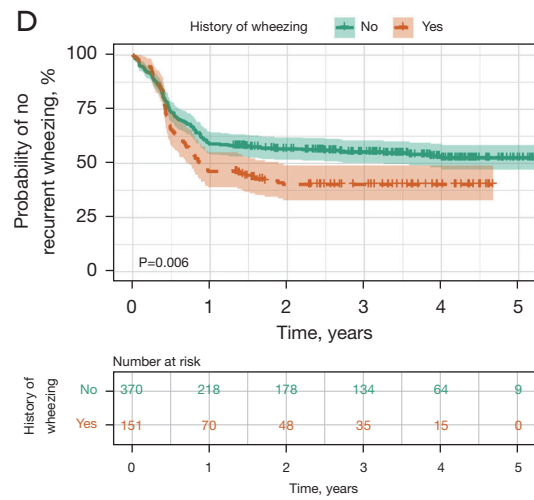 D
History of wheezing No Yes
Probability of no
recurrent wheezing, %
100
75
50
25
0
P=0.006
0 1 2 3 4 5
Time, years
Number at risk
History of
wheezing
No 370 218 178 134 64 9
Yes 151 70 48 35 15 0
0 1 2 3 4 5
Time, years